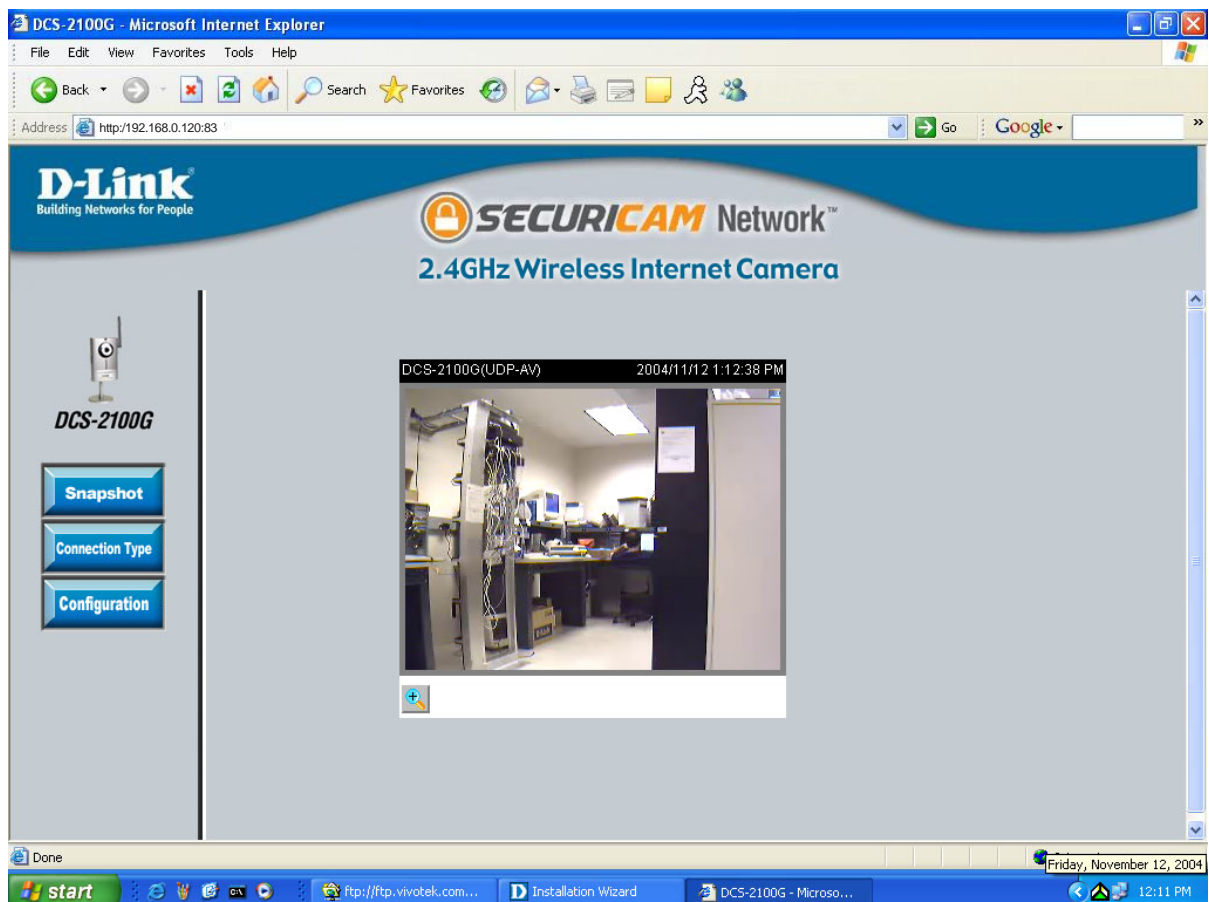 DCS-2100G - Microsoft Internet Explorer
File Edit View Favorites Tools Help
Back Search Favorites
Address http:/192.168.0.120:83 Go Google
D-Link
Building Networks for People
SECURICAM Network™
2.4GHz Wireless Internet Camera
DCS-2100G
Snapshot
Connection Type
Configuration
DCS-2100G(UDP-AV) 2004/11/12 1:12:38 PM
D-Link
Done
Friday, November 12, 2004
start ftp://ftp.vivotek.com... Installation Wizard DCS-2100G - Microso... 12:11 PM